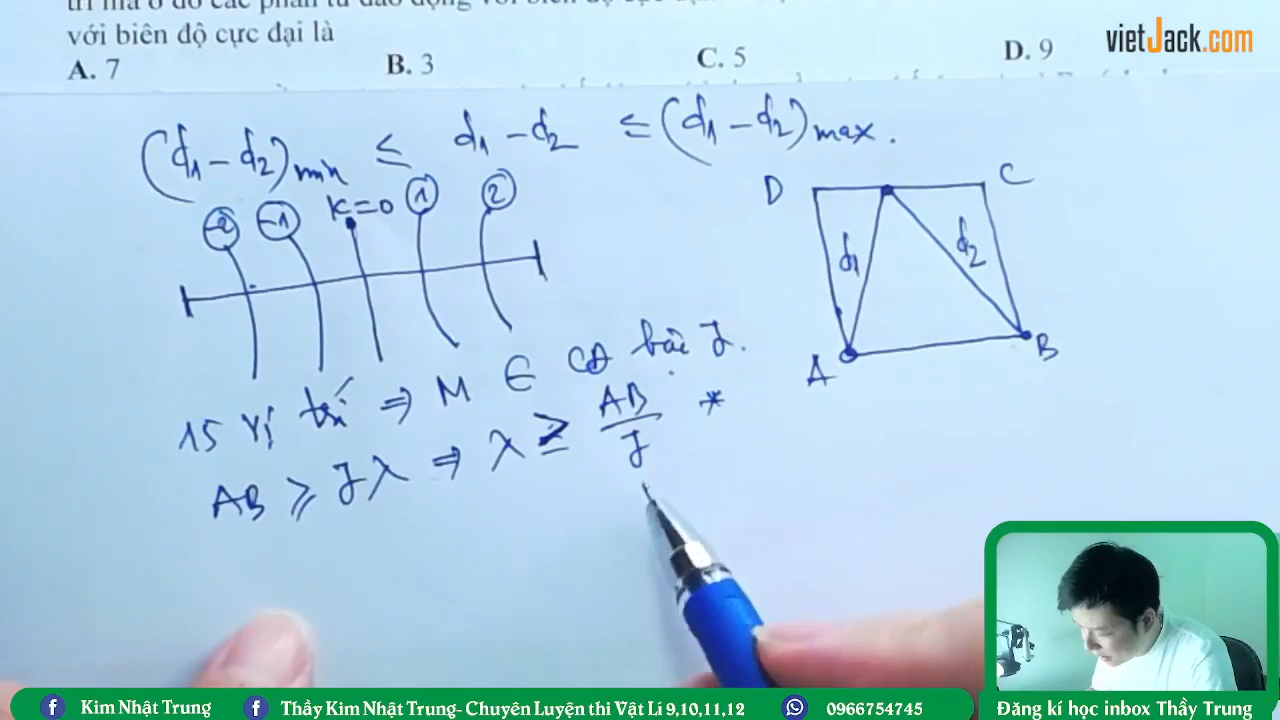 với biên độ cực đại là
vietJack.com
A. 7 B. 3 C. 5 D. 9
(d1 - d2)min ≤ d1 - d2 ≤ (d1 - d2)max.
-2 -1 K=0 1 2
D C
d1 d2
A B
15 vị trí ⇒ M ∈ CĐ bậc 7.
AB ≥ 7λ ⇒ λ ≥ AB/7 *
Kim Nhật Trung
Thầy Kim Nhật Trung- Chuyên Luyện thi Vật Lí 9,10,11,12
0966754745
Đăng kí học inbox Thầy Trung